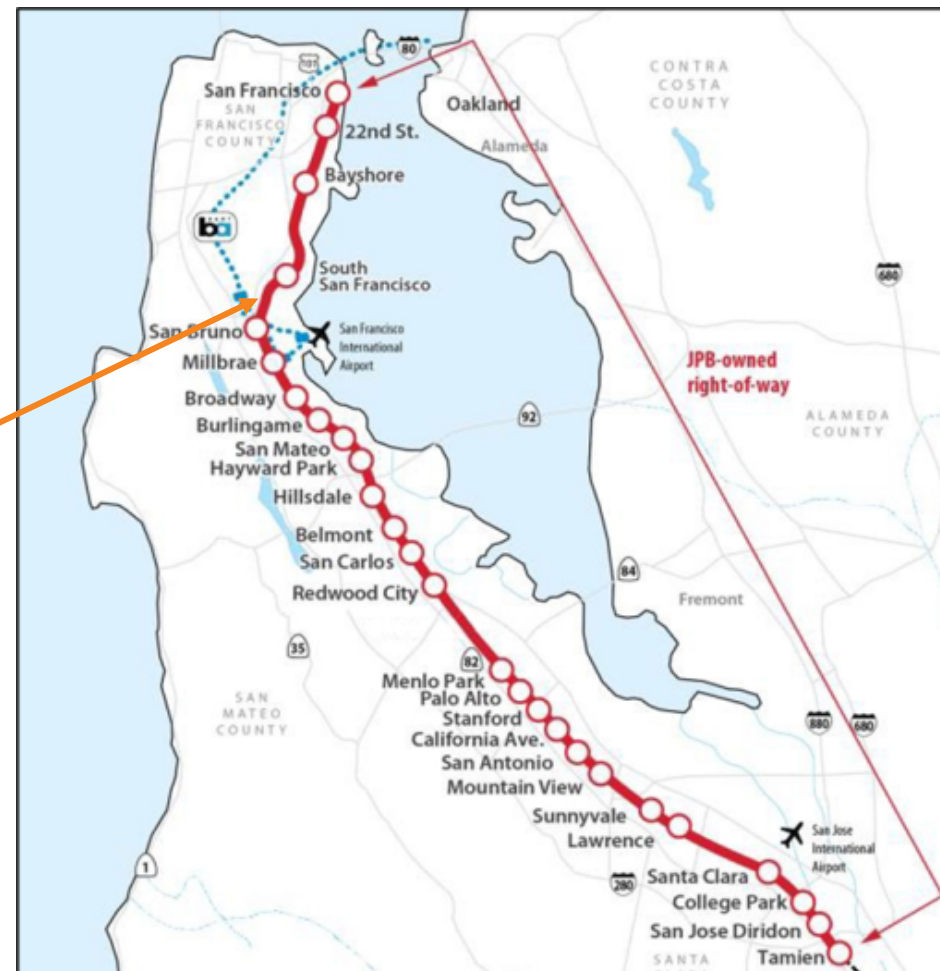 80
101
CONTRA
COSTA
COUNTY
San Francisco
SAN
FRANCISCO
COUNTY
Oakland
22nd St.
Alameda
Bayshore
ba
680
South
San Francisco
San Bruno
San Francisco
International
Airport
Millbrae
JPB-owned
right-of-way
Broadway
92
ALAMEDA
COUNTY
Burlingame
San Mateo
Hayward Park
Hillsdale
Belmont
San Carlos
84
Redwood City
Fremont
35
82
Menlo Park
Palo Alto
SAN
MATEO
COUNTY
Stanford
880
680
California Ave.
San Antonio
Mountain View
Sunnyvale
Lawrence
San Jose
International
Airport
1
280
Santa Clara
College Park
San Jose Diridon
Tamien
SANTA